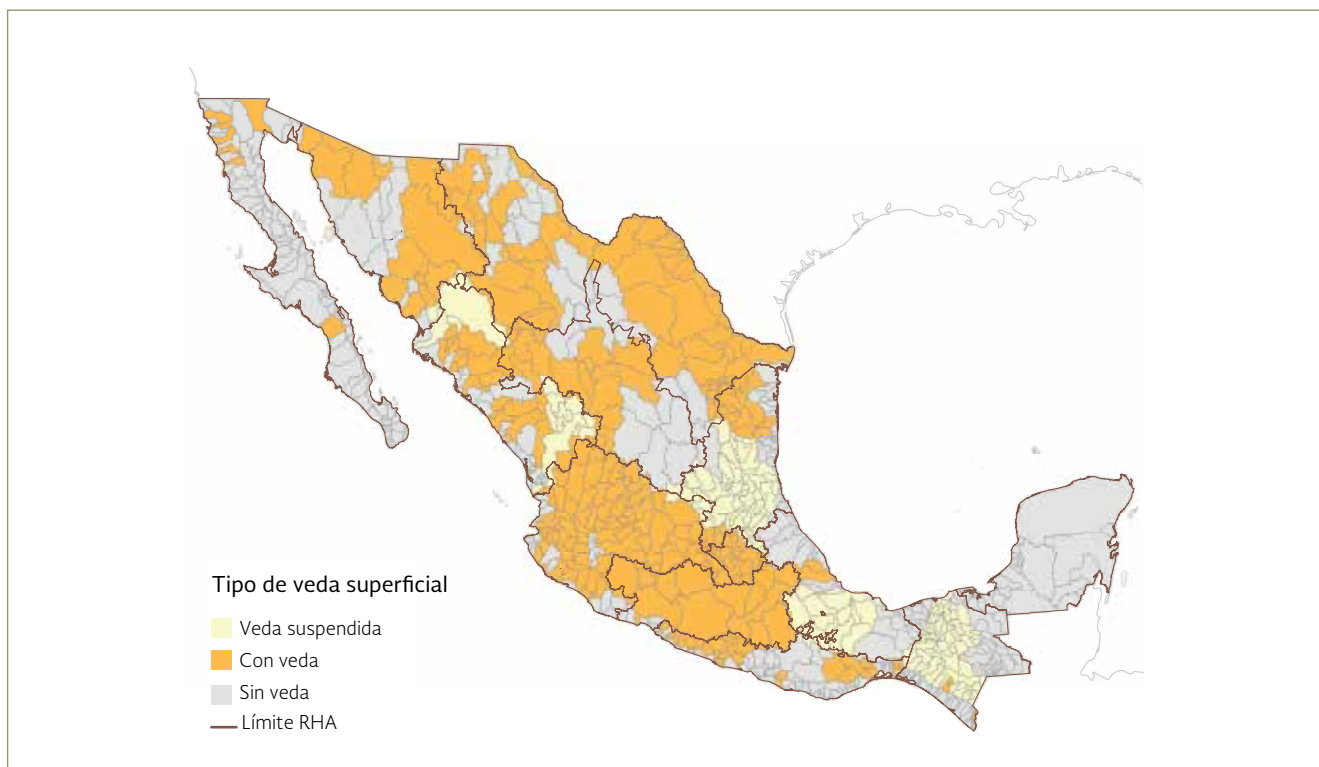 Tipo de veda superficial
Veda suspendida
Con veda
Sin veda
Límite RHA